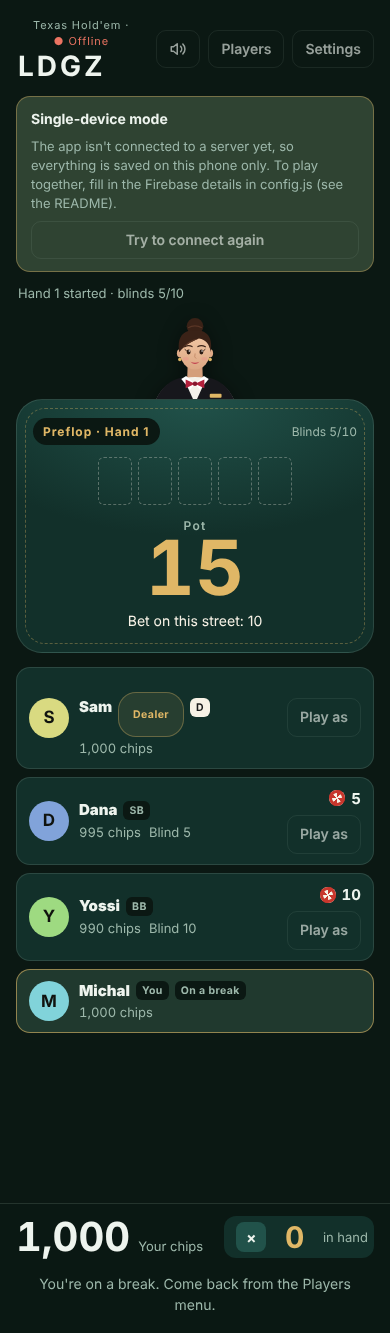 Texas Hold'em ·
Offline
LDGZ
Players
Settings
Single-device mode
The app isn't connected to a server yet, so
everything is saved on this phone only. To play
together, fill in the Firebase details in config.js (see
the README).
Try to connect again
Hand 1 started · blinds 5/10
Preflop · Hand 1
Blinds 5/10
Pot
15
Bet on this street: 10
S
Sam
Dealer
D
Play as
1,000 chips
D
Dana
SB
5
995 chips Blind 5
Play as
Y
Yossi
BB
10
990 chips Blind 10
Play as
M
Michal
You
On a break
1,000 chips
1,000
Your chips
×
0
in hand
You're on a break. Come back from the Players
menu.